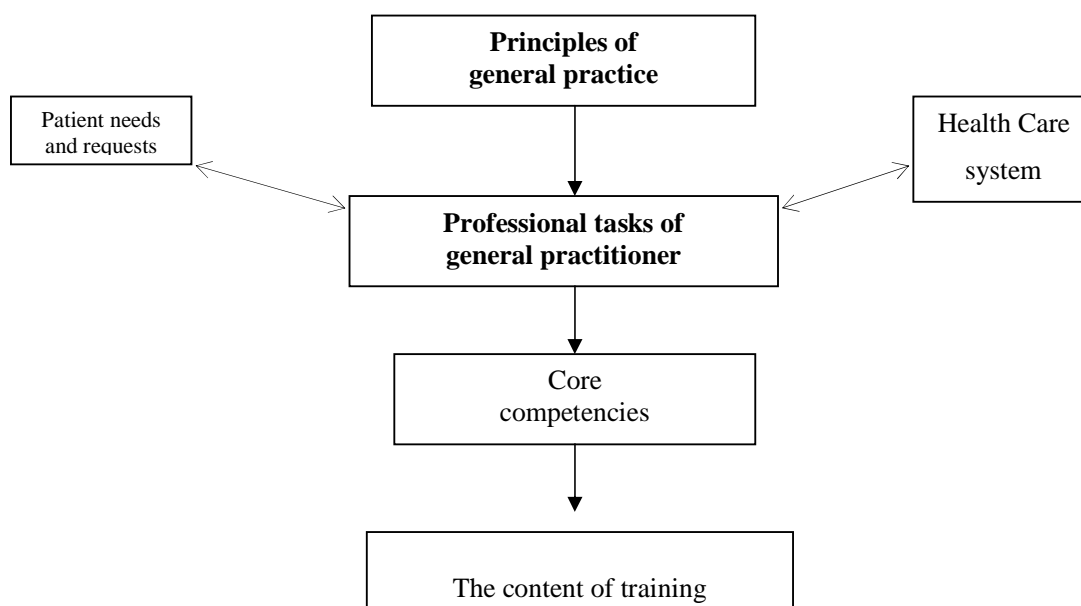 Principles of
general practice
Patient needs
and requests
Health Care
system
Professional tasks of
general practitioner
Core
competencies
The content of training